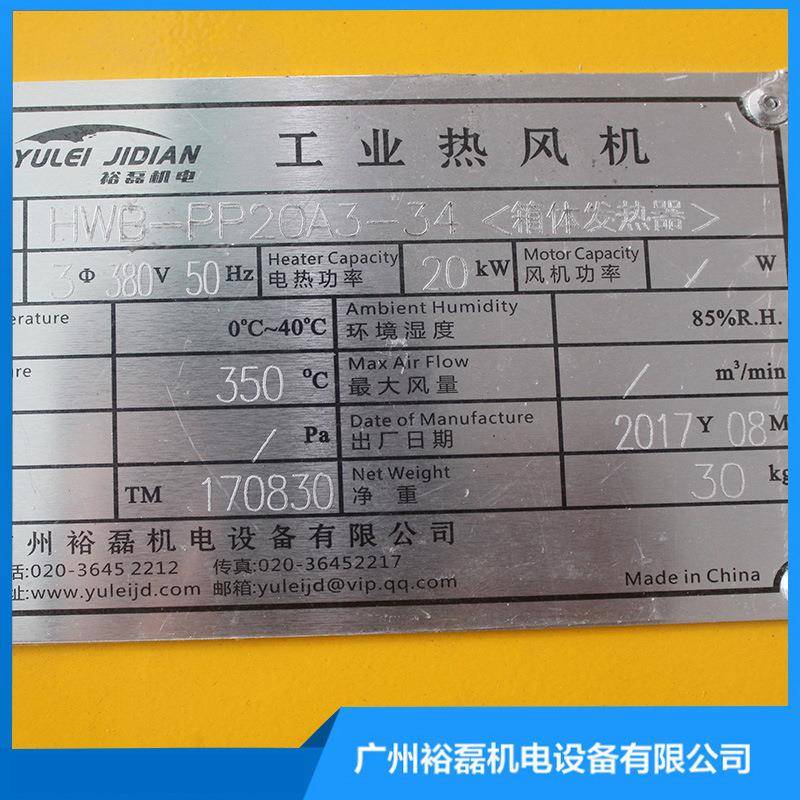 YULEI JIDIAN
裕磊机电
工业热风机
HWB-PP20A3-34 <箱体发热器>
3Φ 380V 50Hz Heater Capacity 电热功率 20 kW Motor Capacity 风机功率 / W
erature 0°C~40°C Ambient Humidity 环境湿度 85%R.H.
re 350 °C Max Air Flow 最大风量 / m³/min
/ Pa Date of Manufacture 出厂日期 2017Y 08M
TM 170830 Net Weight 净重 30 kg
广州裕磊机电设备有限公司
话:020-3645 2212 传真:020-36452217
址:www.yuleijd.com 邮箱:yuleijd@vip.qq.com
Made in China
广州裕磊机电设备有限公司